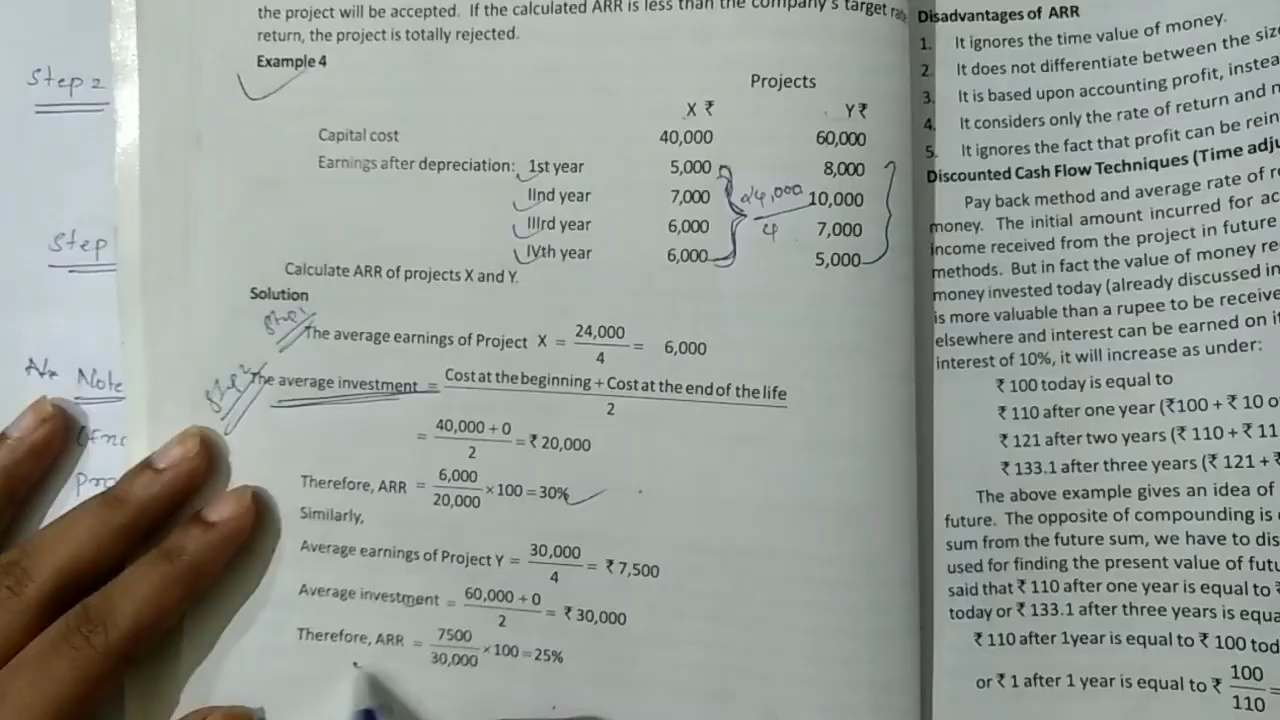 Step 2
Step
Note
the project will be accepted. If the calculated ARR is less than the company's target rate
return, the project is totally rejected.
Example 4
Projects
X ₹ Y₹
Capital cost 40,000 60,000
Earnings after depreciation: 1st year 5,000 8,000
IInd year 7,000 10,000
IIIrd year 6,000 7,000
IVth year 6,000 5,000
24,000
4
Calculate ARR of projects X and Y.
Solution
Step 1
The average earnings of Project X = 24,000 / 4 = 6,000
Step 2
The average investment = Cost at the beginning + Cost at the end of the life / 2
= 40,000 + 0 / 2 = ₹ 20,000
Therefore, ARR = 6,000 / 20,000 × 100 = 30%
Similarly,
Average earnings of Project Y = 30,000 / 4 = ₹ 7,500
Average investment = 60,000 + 0 / 2 = ₹ 30,000
Therefore, ARR = 7500 / 30,000 × 100 = 25%
Disadvantages of ARR
1. It ignores the time value of money.
2. It does not differentiate between the
3. It is based upon accounting profit,
4. It considers only the rate of return and
5. It ignores the fact that profit can be
Discounted Cash Flow Techniques (Time
Pay back method and average rate of
money. The initial amount incurred for
income received from the project in future
methods. But in fact the value of money
money invested today (already discussed in
is more valuable than a rupee to be
elsewhere and interest can be earned on
interest of 10%, it will increase as under:
₹ 100 today is equal to
₹ 110 after one year (₹100 + ₹ 10
₹ 121 after two years (₹ 110 + ₹ 11
₹ 133.1 after three years (₹ 121 + ₹
The above example gives an idea of
future. The opposite of compounding is
sum from the future sum, we have to
used for finding the present value of
said that ₹ 110 after one year is equal to ₹
today or ₹ 133.1 after three years is
₹ 110 after 1year is equal to ₹ 100
or ₹ 1 after 1 year is equal to ₹ 100 / 110 =